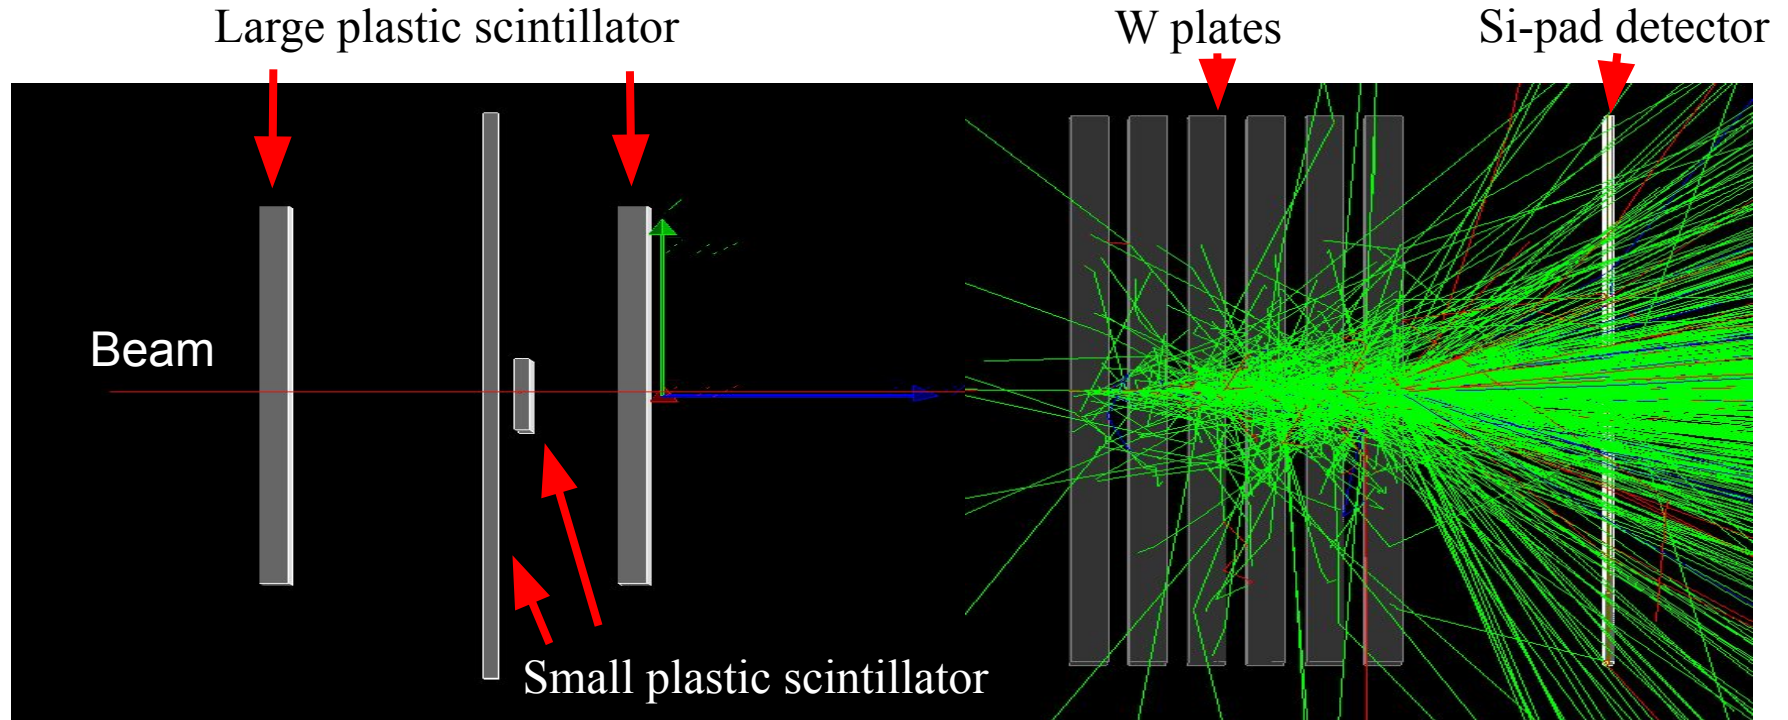 Large plastic scintillator
W plates
Si-pad detector
Beam
Small plastic scintillator